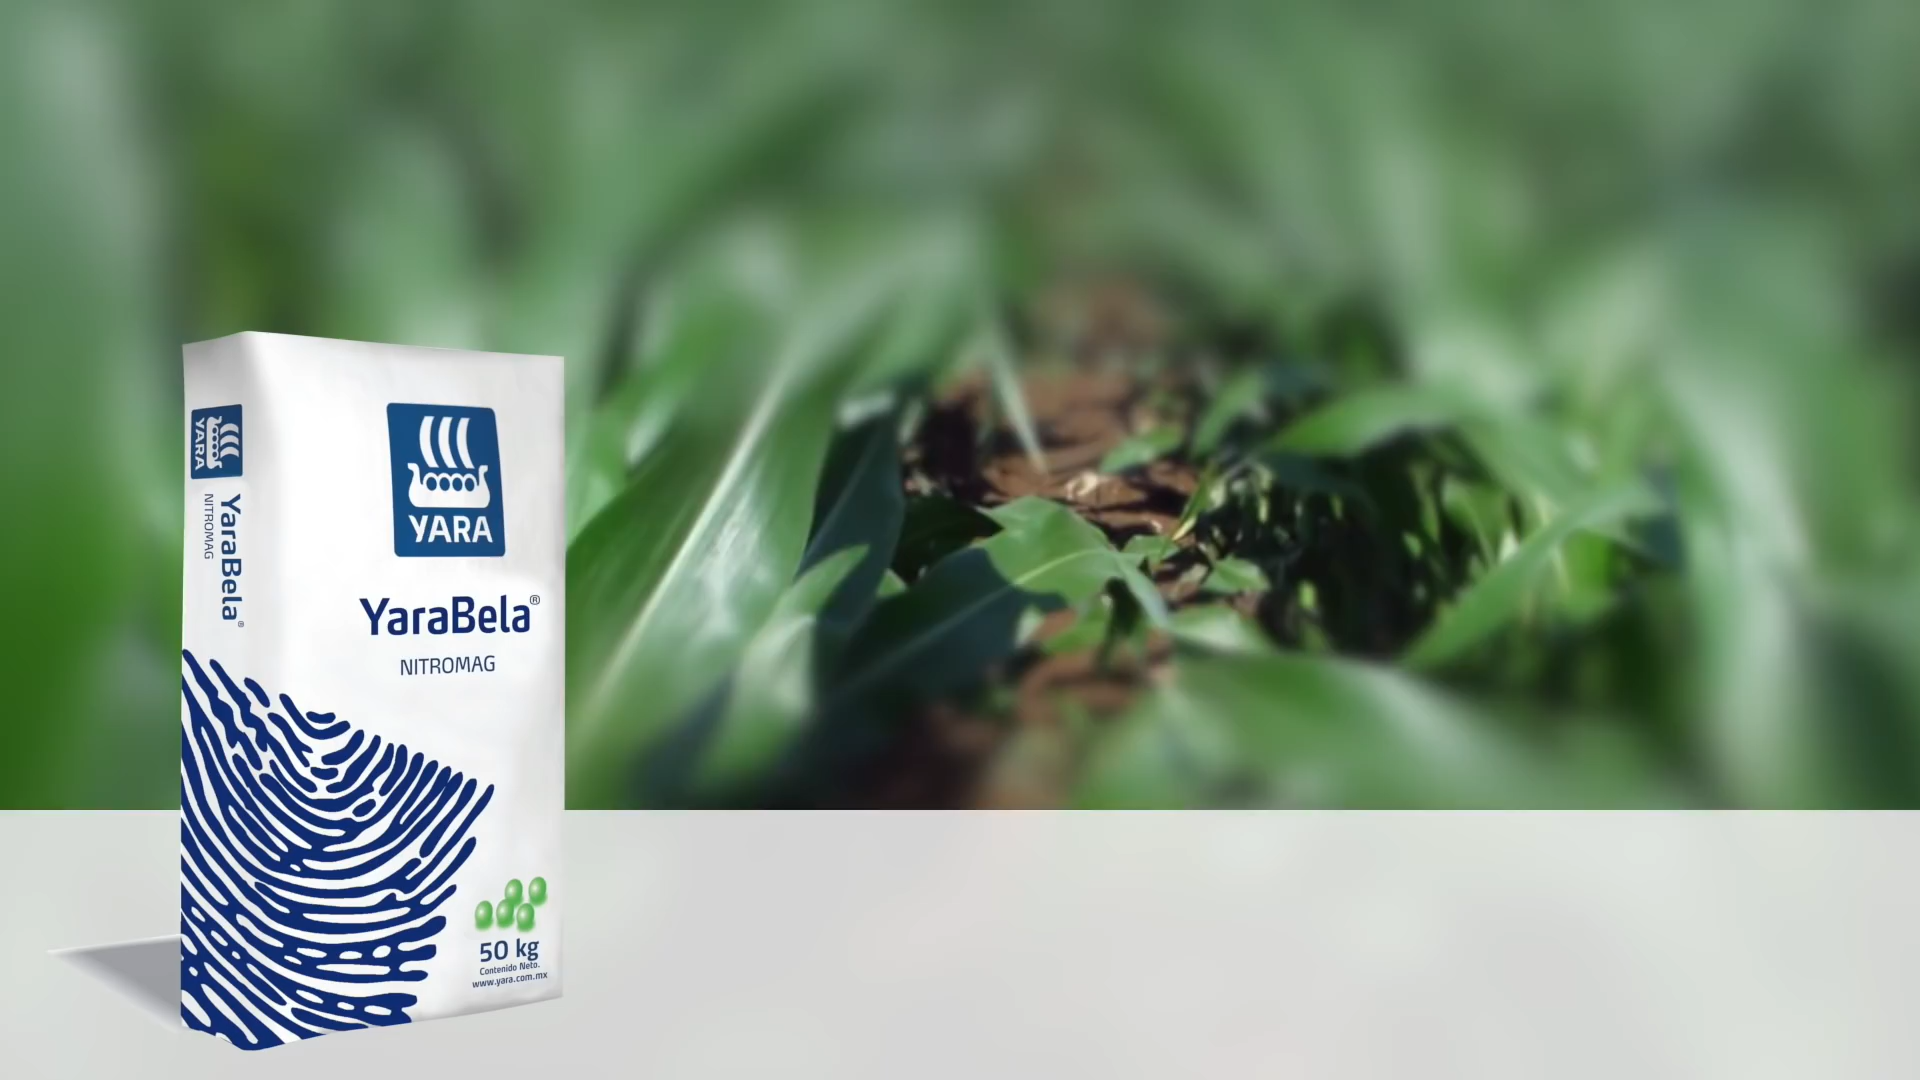 YARA
YaraBela®
NITROMAG
YARA
YaraBela®
NITROMAG
50 kg
Contenido Neto.
www.yara.com.mx